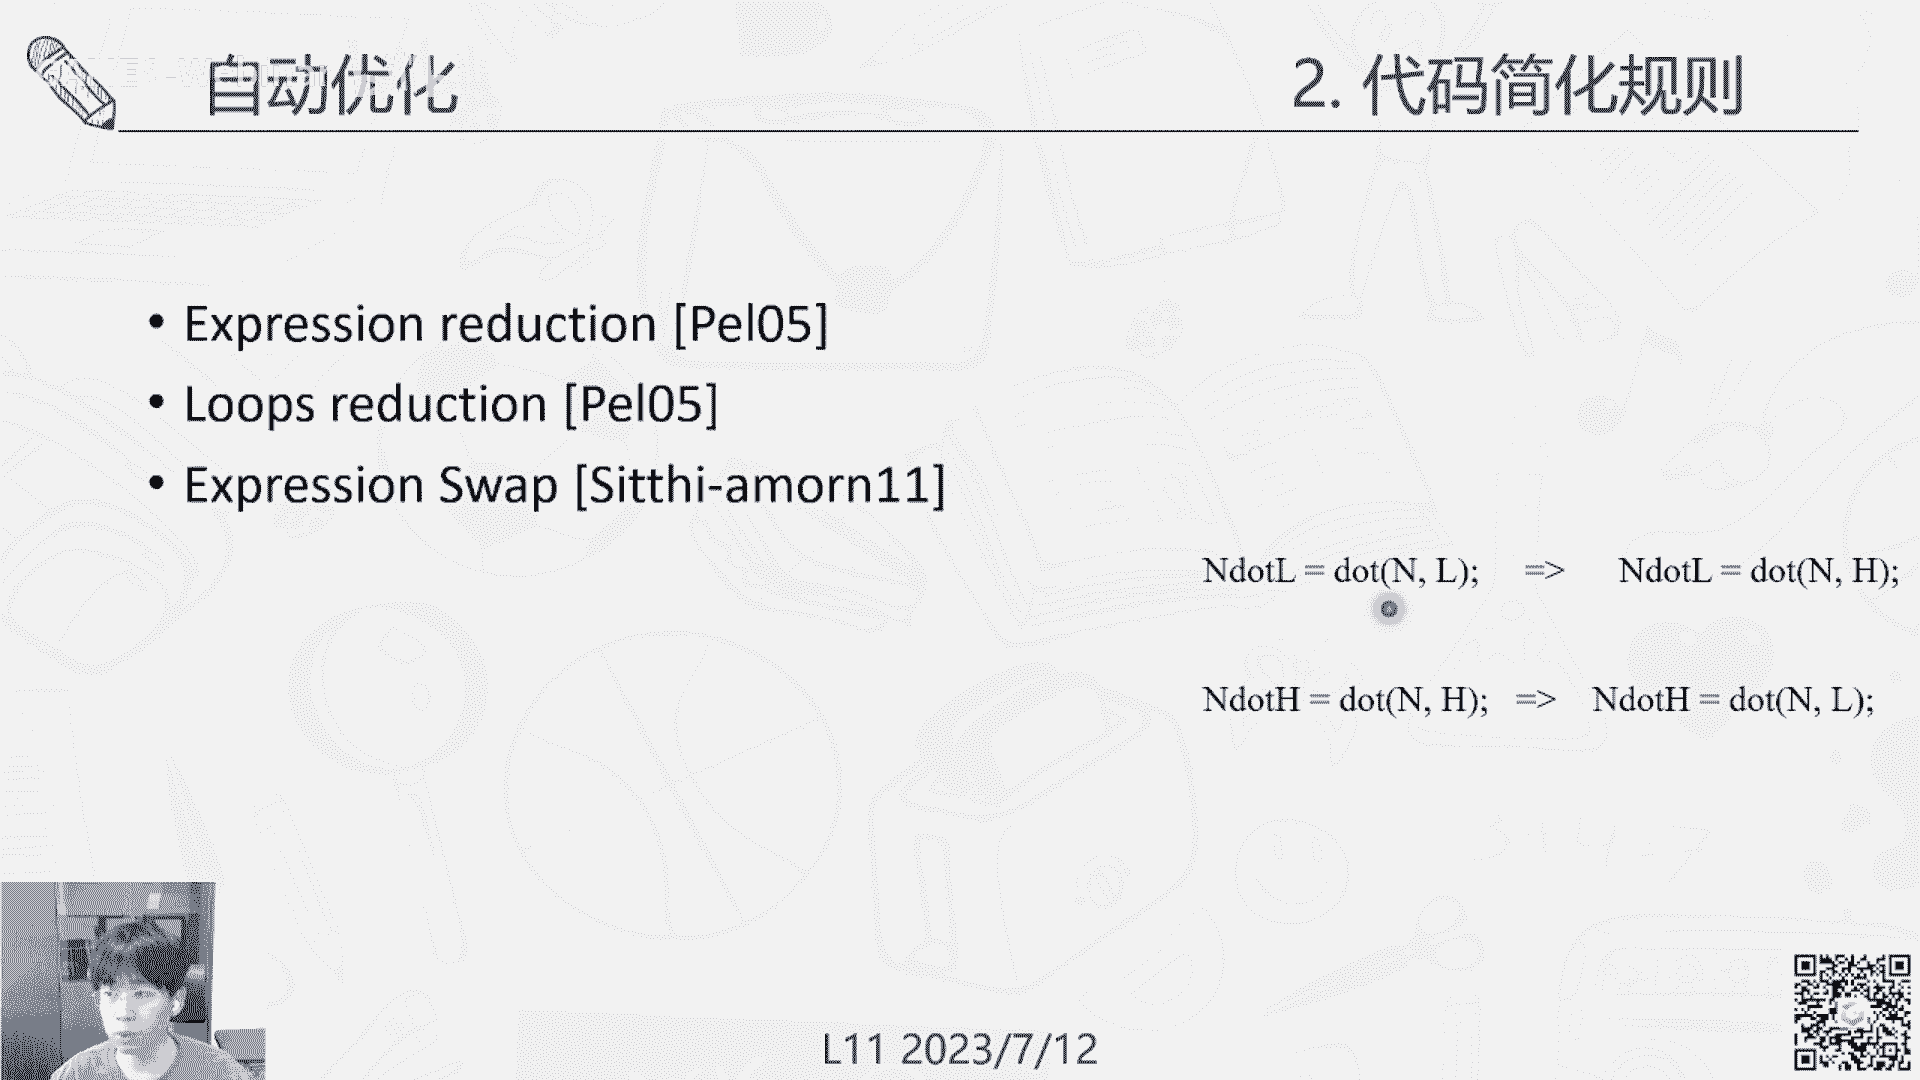 自动优化
2. 代码简化规则
• Expression reduction [Pel05]
• Loops reduction [Pel05]
• Expression Swap [Sitthi-amorn11]
NdotL = dot(N, L); => NdotL = dot(N, H);
NdotH = dot(N, H); => NdotH = dot(N, L);
L11 2023/7/12